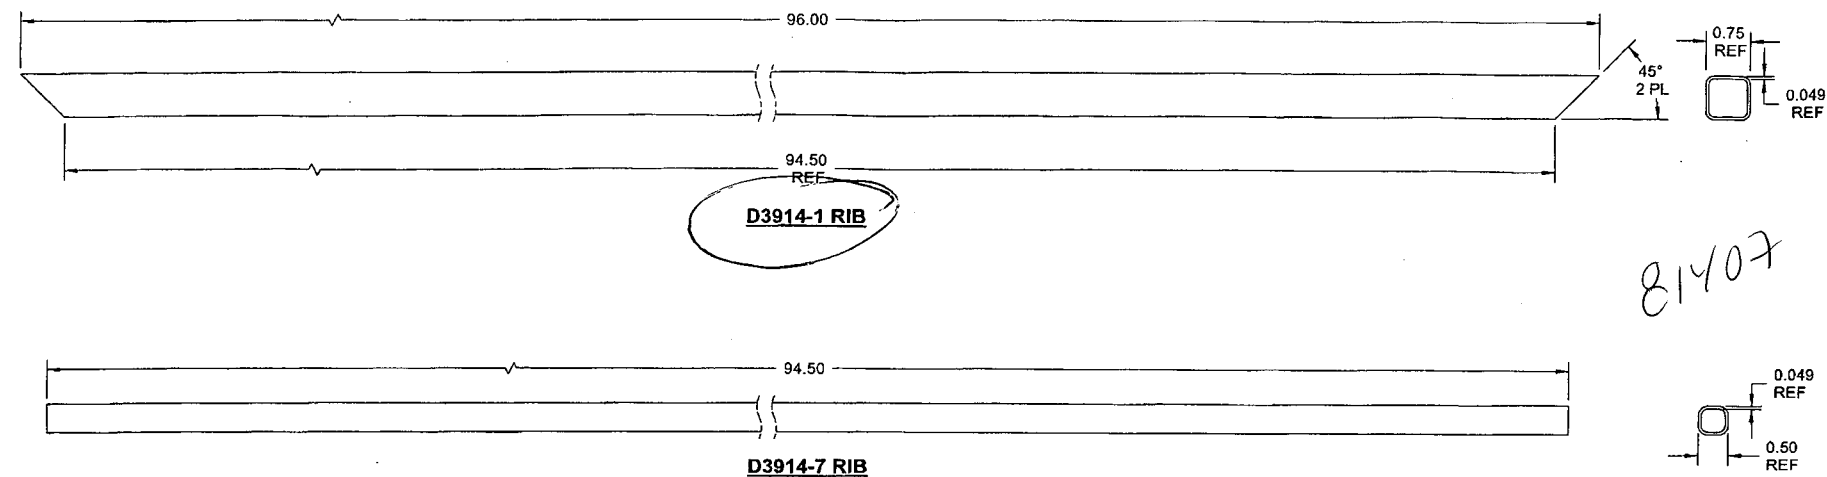 96.00
0.75
REF
45°
2 PL
0.049
REF
94.50
REF
D3914-1 RIB
81407
94.50
0.049
REF
D3914-7 RIB
0.50
REF